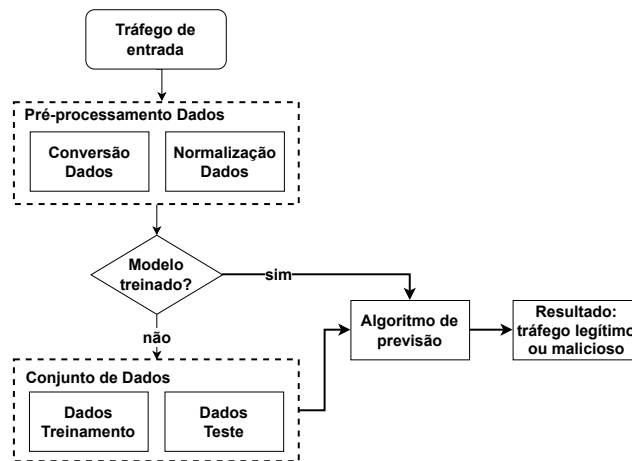 Tráfego de
entrada
Pré-processamento Dados
Conversão
Dados
Normalização
Dados
Modelo
treinado?
sim
não
Conjunto de Dados
Dados
Treinamento
Dados
Teste
Algoritmo de
previsão
Resultado:
tráfego legítimo
ou malicioso